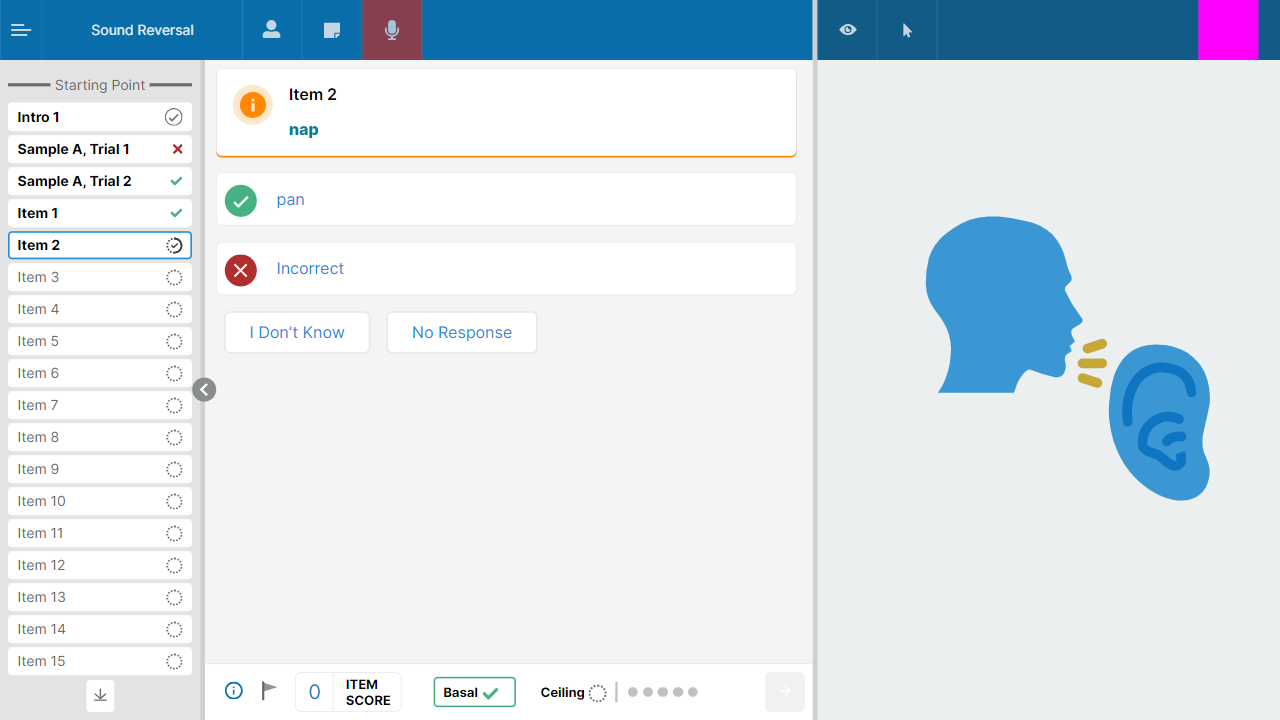 Sound Reversal
Starting Point
Intro 1
Sample A, Trial 1
Sample A, Trial 2
Item 1
Item 2
Item 3
Item 4
Item 5
Item 6
Item 7
Item 8
Item 9
Item 10
Item 11
Item 12
Item 13
Item 14
Item 15
Item 2
nap
pan
Incorrect
I Don’t Know
No Response
0
ITEM
SCORE
Basal
Ceiling